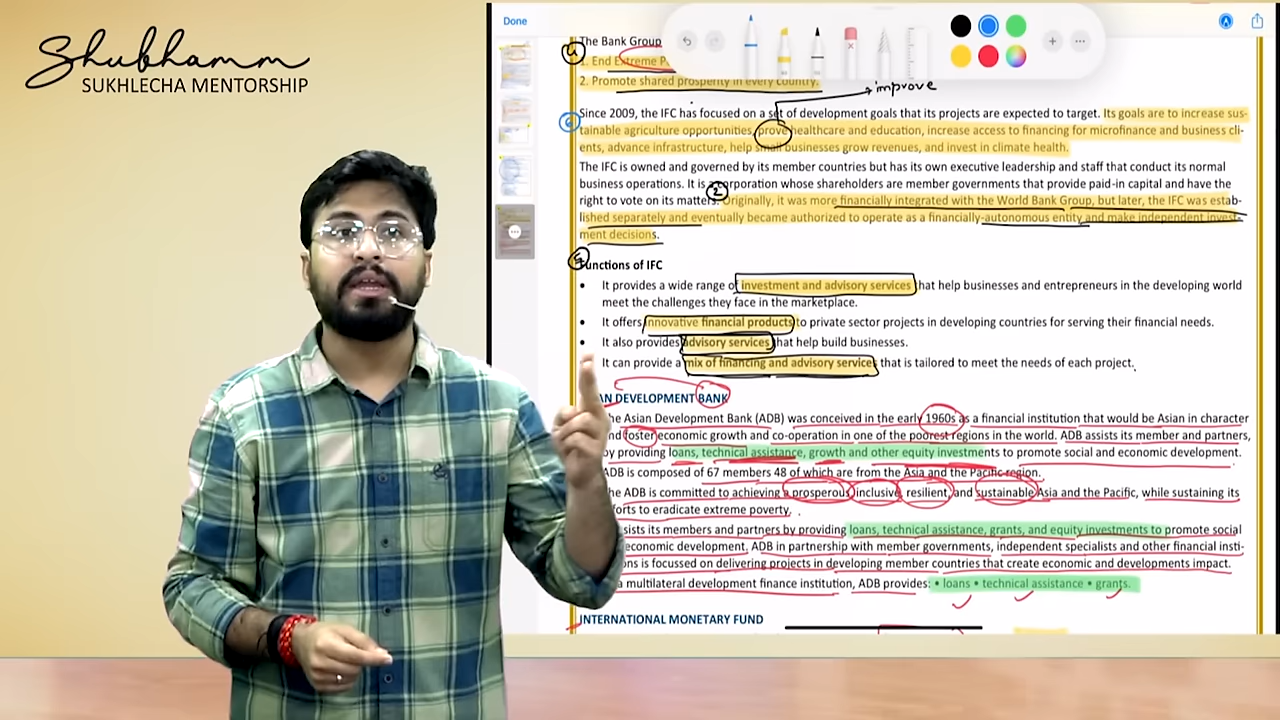 Shubhamm
SUKHLECHA MENTORSHIP
Done
The Bank Group
4
1. End Extreme P
2. Promote shared prosperity in every country.
improve
6
Since 2009, the IFC has focused on a set of development goals that its projects are expected to target. Its goals are to increase sus-
tainable agriculture opportunities, prove healthcare and education, increase access to financing for microfinance and business cli-
ents, advance infrastructure, help small businesses grow revenues, and invest in climate health.
The IFC is owned and governed by its member countries but has its own executive leadership and staff that conduct its normal
business operations. It is a corporation whose shareholders are member governments that provide paid-in capital and have the
right to vote on its matters. 2 Originally, it was more financially integrated with the World Bank Group, but later, the IFC was estab-
lished separately and eventually became authorized to operate as a financially-autonomous entity and make independent invest-
ment decisions.
5
unctions of IFC
• It provides a wide range of investment and advisory services that help businesses and entrepreneurs in the developing world
meet the challenges they face in the marketplace.
• It offers innovative financial products to private sector projects in developing countries for serving their financial needs.
• It also provides advisory services that help build businesses.
It can provide a mix of financing and advisory services that is tailored to meet the needs of each project.
AN DEVELOPMENT BANK
he Asian Development Bank (ADB) was conceived in the early 1960s as a financial institution that would be Asian in character
nd foster economic growth and co-operation in one of the poorest regions in the world. ADB assists its member and partners,
by providing loans, technical assistance, growth and other equity investments to promote social and economic development.
ADB is composed of 67 members 48 of which are from the Asia and the Pacific region.
he ADB is committed to achieving a prosperous, inclusive, resilient, and sustainable Asia and the Pacific, while sustaining its
forts to eradicate extreme poverty.
sists its members and partners by providing loans, technical assistance, grants, and equity investments to promote social
economic development. ADB in partnership with member governments, independent specialists and other financial insti-
ons is focussed on delivering projects in developing member countries that create economic and developments impact.
a multilateral development finance institution, ADB provides: • loans • technical assistance • grants.
INTERNATIONAL MONETARY FUND